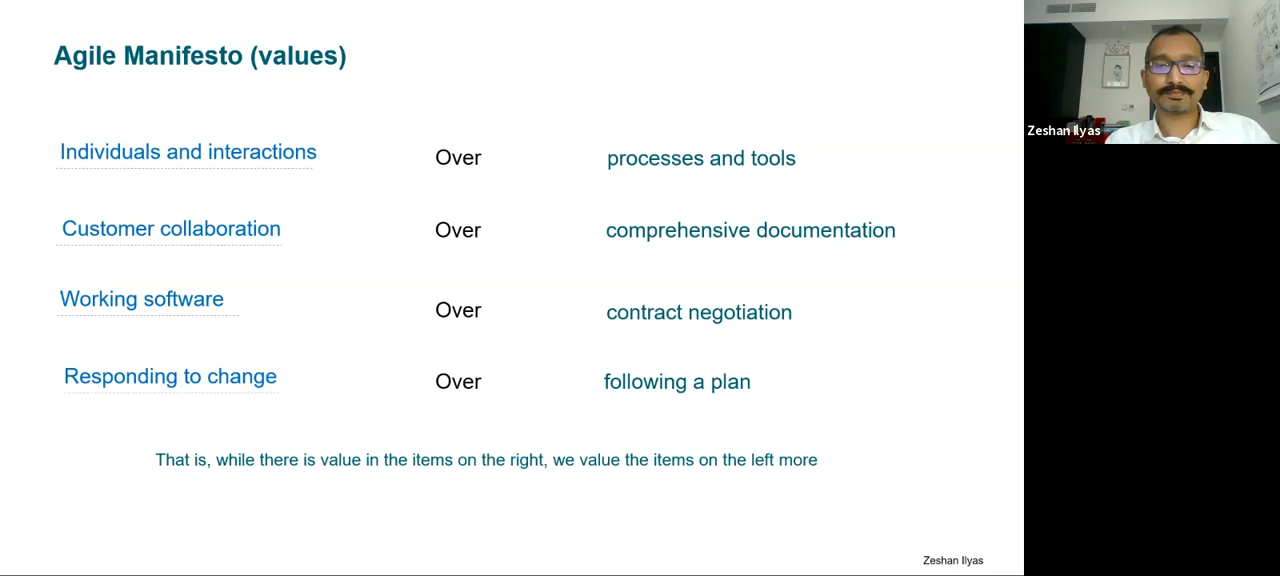 Agile Manifesto (values)
Individuals and interactions Over processes and tools
Customer collaboration Over comprehensive documentation
Working software Over contract negotiation
Responding to change Over following a plan
That is, while there is value in the items on the right, we value the items on the left more
Zeshan Ilyas
Zeshan Ilyas